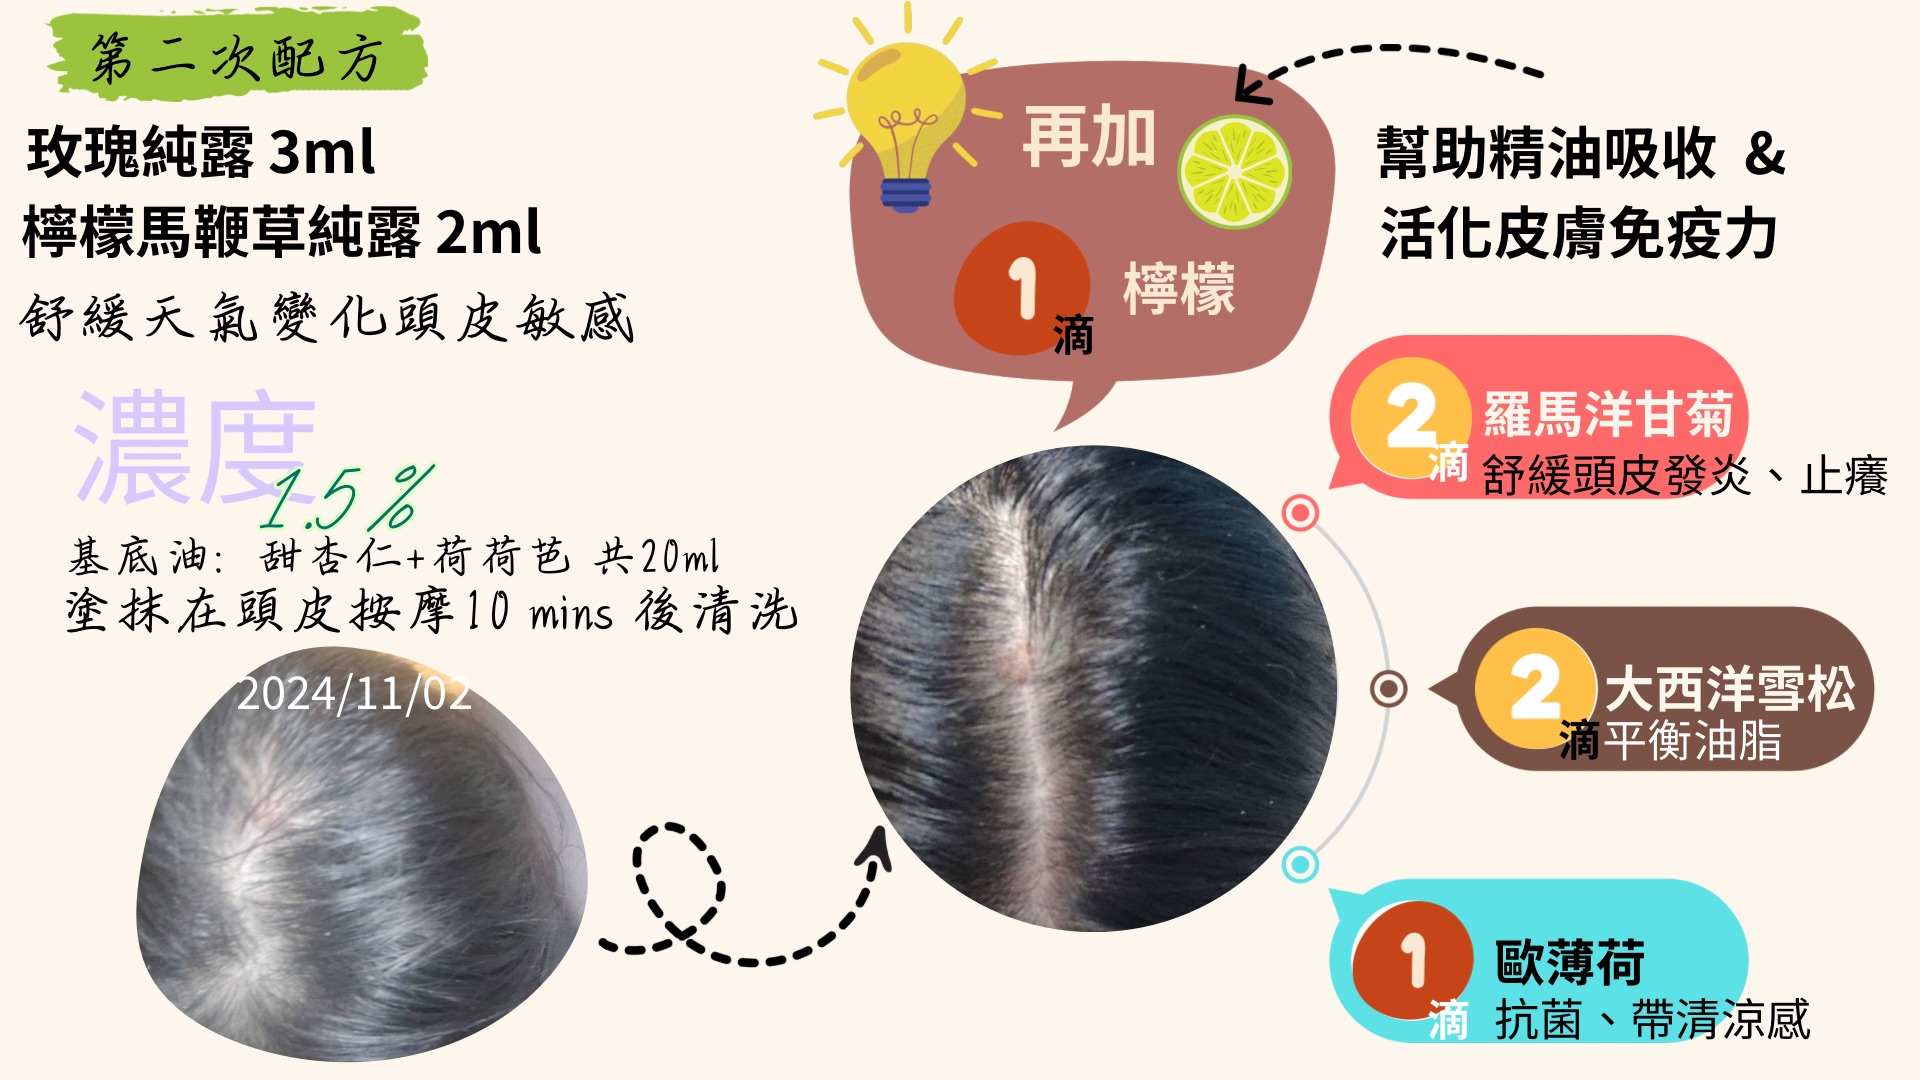 第二次配方
玫瑰純露 3ml
檸檬馬鞭草純露 2ml
舒緩天氣變化頭皮敏感
濃度
1.5%
基底油: 甜杏仁+荷荷芭 共20ml
塗抹在頭皮按摩10 mins 後清洗
2024/11/02
再加
1
滴
檸檬
幫助精油吸收 &
活化皮膚免疫力
2
滴
羅馬洋甘菊
舒緩頭皮發炎、止癢
2
滴
大西洋雪松
平衡油脂
1
滴
歐薄荷
抗菌、帶清涼感